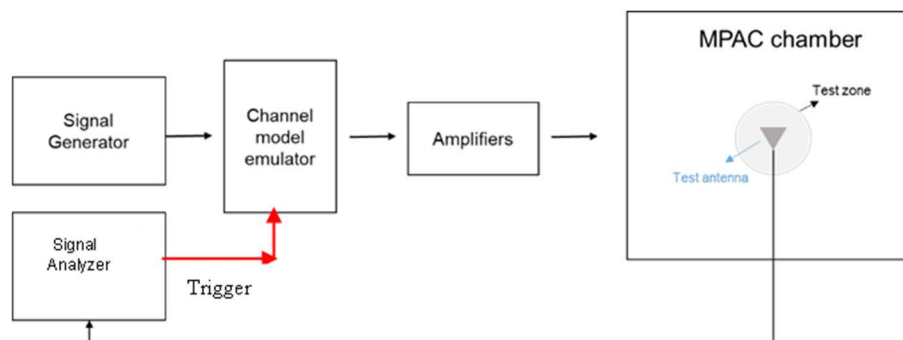 MPAC chamber
Test zone
Signal
Generator
Channel
model
emulator
Amplifiers
Test antenna
Signal
Analyzer
Trigger